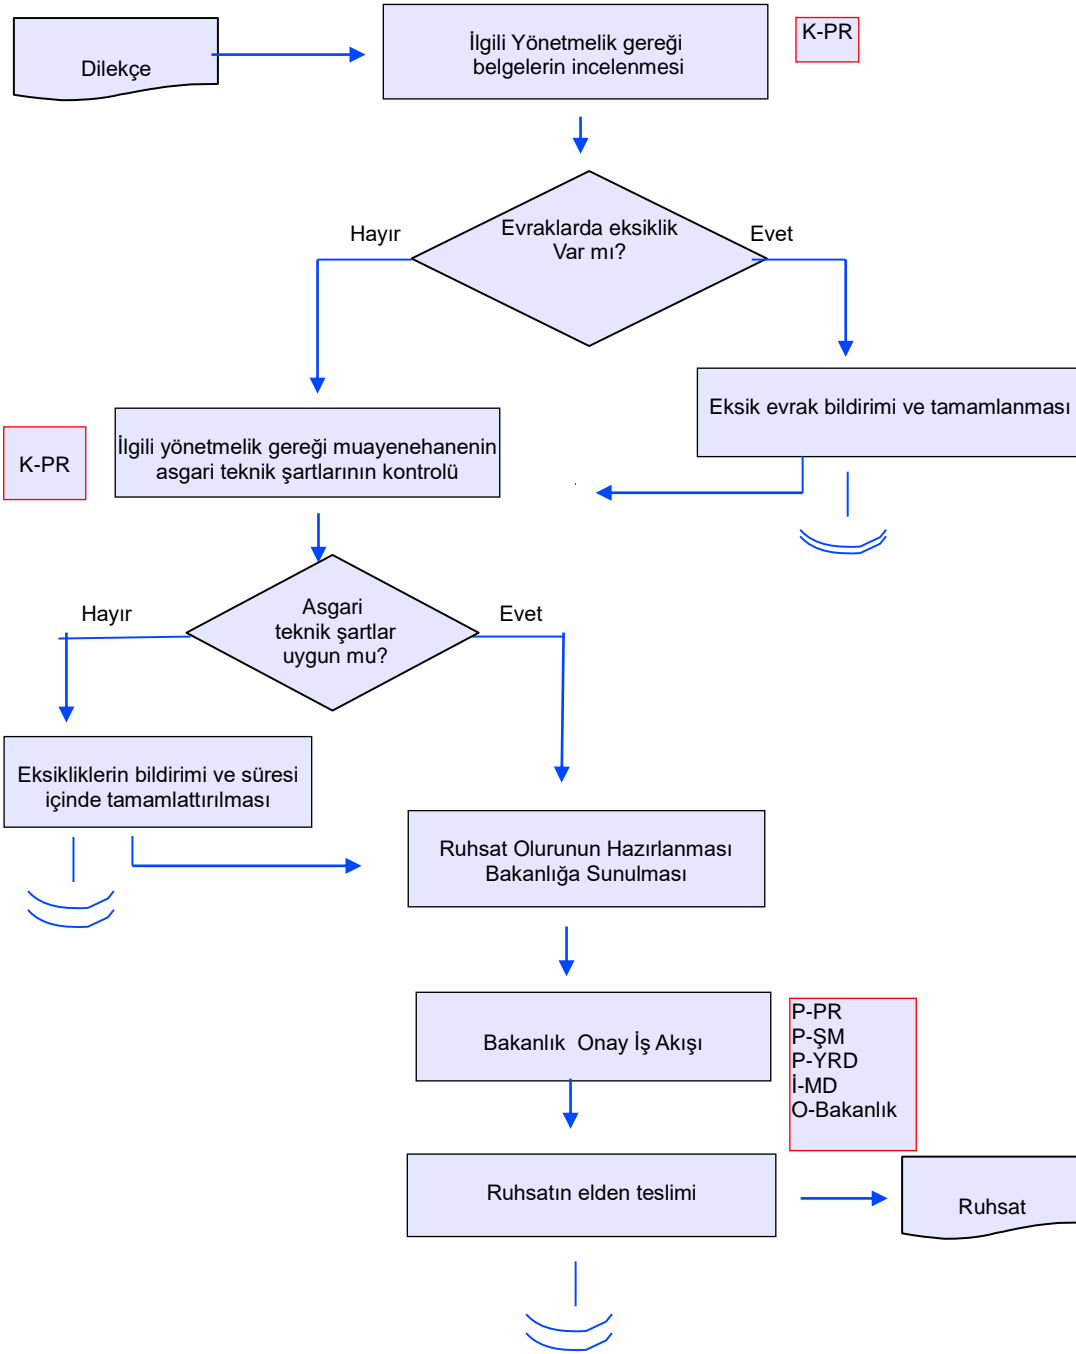 Dilekçe
İlgili Yönetmelik gereği
belgelerin incelenmesi
K-PR
Evraklarda eksiklik
Var mı?
Hayır
Evet
Eksik evrak bildirimi ve tamamlanması
K-PR
İlgili yönetmelik gereği muayenehanenin
asgari teknik şartlarının kontrolü
Hayır
Asgari
teknik şartlar
uygun mu?
Evet
Eksikliklerin bildirimi ve süresi
içinde tamamlattırılması
Ruhsat Olurunun Hazırlanması
Bakanlığa Sunulması
Bakanlık  Onay İş Akışı
P-PR
P-ŞM
P-YRD
İ-MD
O-Bakanlık
Ruhsatın elden teslimi
Ruhsat